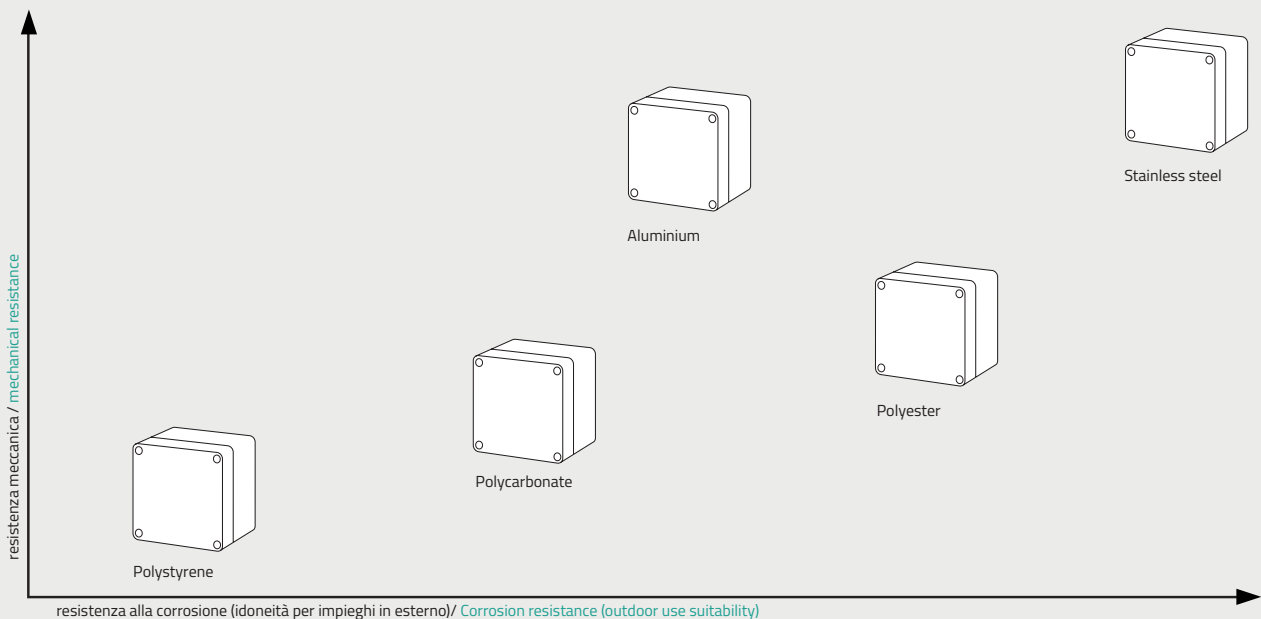 Stainless steel
Aluminium
Polyester
Polycarbonate
Polystyrene
resistenza meccanica / mechanical resistance
resistenza alla corrosione (idoneità per impieghi in esterno)/ Corrosion resistance (outdoor use suitability)